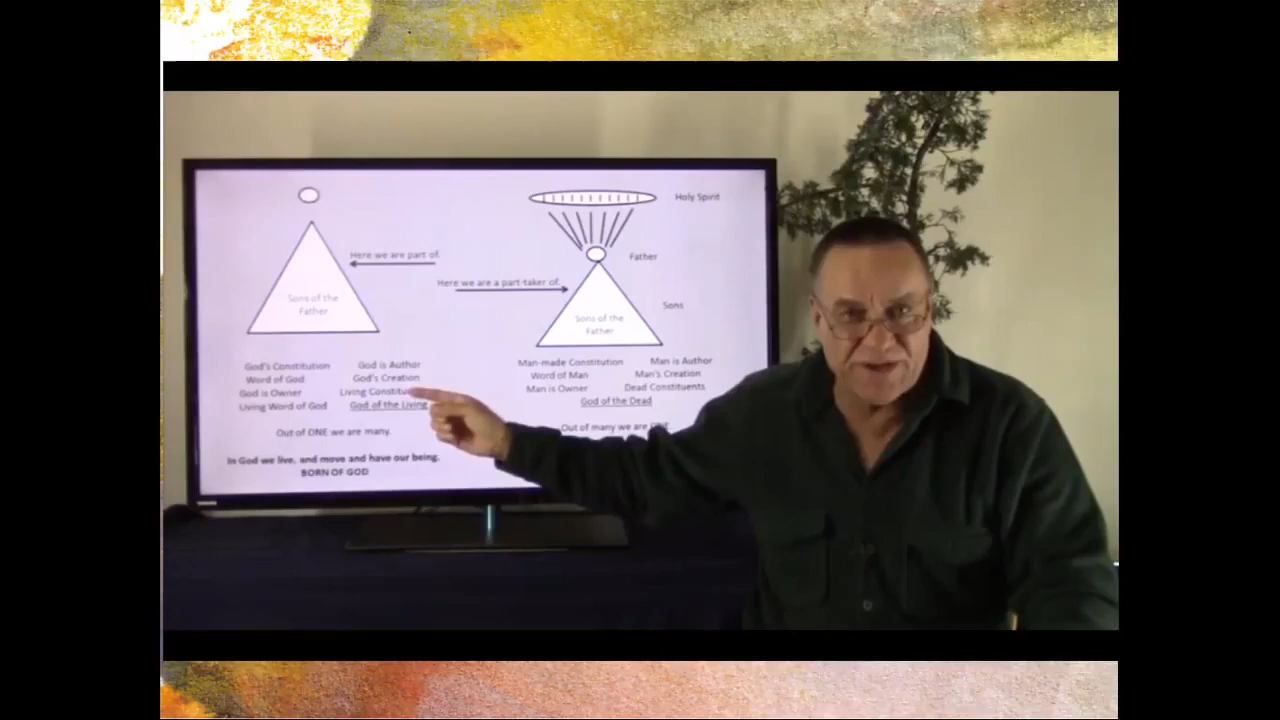 Holy Spirit
Here we are part of.
Father
Here we are a part-taker of.
Sons of the
Father
Sons
Sons of the
Father
God's Constitution God is Author
Word of God God's Creation
God is Owner Living
Living Word of God God of the Living
Out of ONE we are many.
In God we live, and move and have our being.
BORN OF GOD
Man-made Constitution Man is Author
Word of Man Man's Creation
Man is Owner Dead Constituents
God of the Dead
Out of many we are